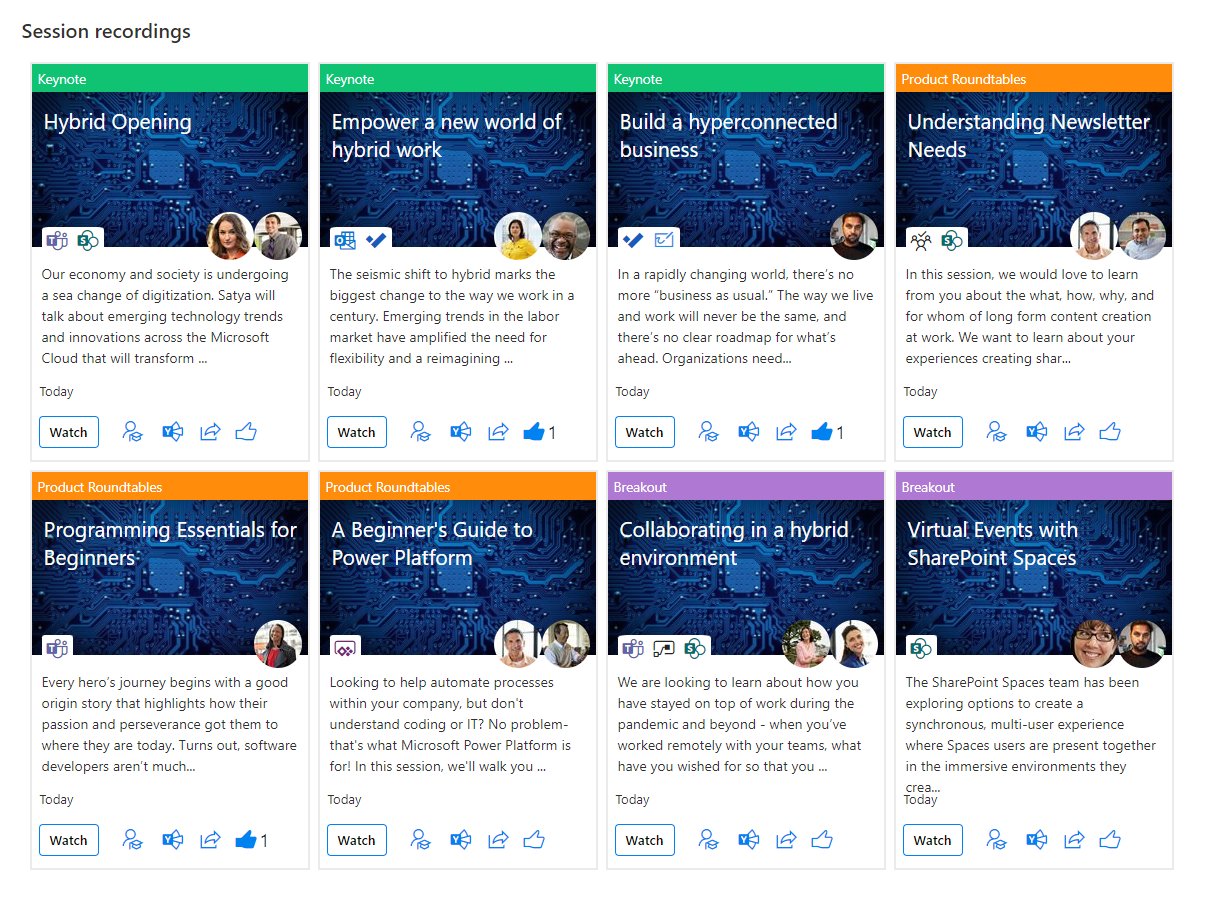 Session recordings
Keynote
Hybrid Opening
Our economy and society is undergoing
a sea change of digitization. Satya will
talk about emerging technology trends
and innovations across the Microsoft
Cloud that will transform ...
Today
Watch
Keynote
Empower a new world of
hybrid work
The seismic shift to hybrid marks the
biggest change to the way we work in a
century. Emerging trends in the labor
market have amplified the need for
flexibility and a reimagining ...
Today
Watch
1
Keynote
Build a hyperconnected
business
In a rapidly changing world, there’s no
more “business as usual.” The way we live
and work will never be the same, and
there’s no clear roadmap for what’s
ahead. Organizations need...
Today
Watch
1
Product Roundtables
Understanding Newsletter
Needs
In this session, we would love to learn
from you about the what, how, why, and
for whom of long form content creation
at work. We want to learn about your
experiences creating shar...
Today
Watch
Product Roundtables
Programming Essentials for
Beginners
Every hero’s journey begins with a good
origin story that highlights how their
passion and perseverance got them to
where they are today. Turns out, software
developers aren’t much...
Today
Watch
1
Product Roundtables
A Beginner's Guide to
Power Platform
Looking to help automate processes
within your company, but don't
understand coding or IT? No problem-
that's what Microsoft Power Platform is
for! In this session, we'll walk you ...
Today
Watch
Breakout
Collaborating in a hybrid
environment
We are looking to learn about how you
have stayed on top of work during the
pandemic and beyond - when you’ve
worked remotely with your teams, what
have you wished for so that you ...
Today
Watch
Breakout
Virtual Events with
SharePoint Spaces
The SharePoint Spaces team has been
exploring options to create a
synchronous, multi-user experience
where Spaces users are present together
in the immersive environments they
crea...
Today
Watch